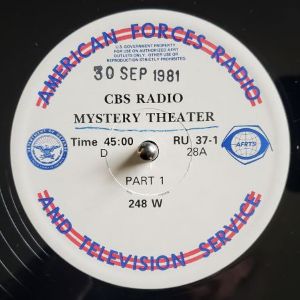 AMERICAN FORCES RADIO
U.S. GOVERNMENT PROPERTY
FOR USE ON AUTHORIZED AFRT
OUTLETS ONLY. OTHER USE OR
REPRODUCTION STRICTLY PROHIBITED
30 SEP 1981
CBS RADIO
MYSTERY THEATER
Time 45:00 RU 37-1
D 28A
AFRTS
PART 1
248 W
AND TELEVISION SERVICE